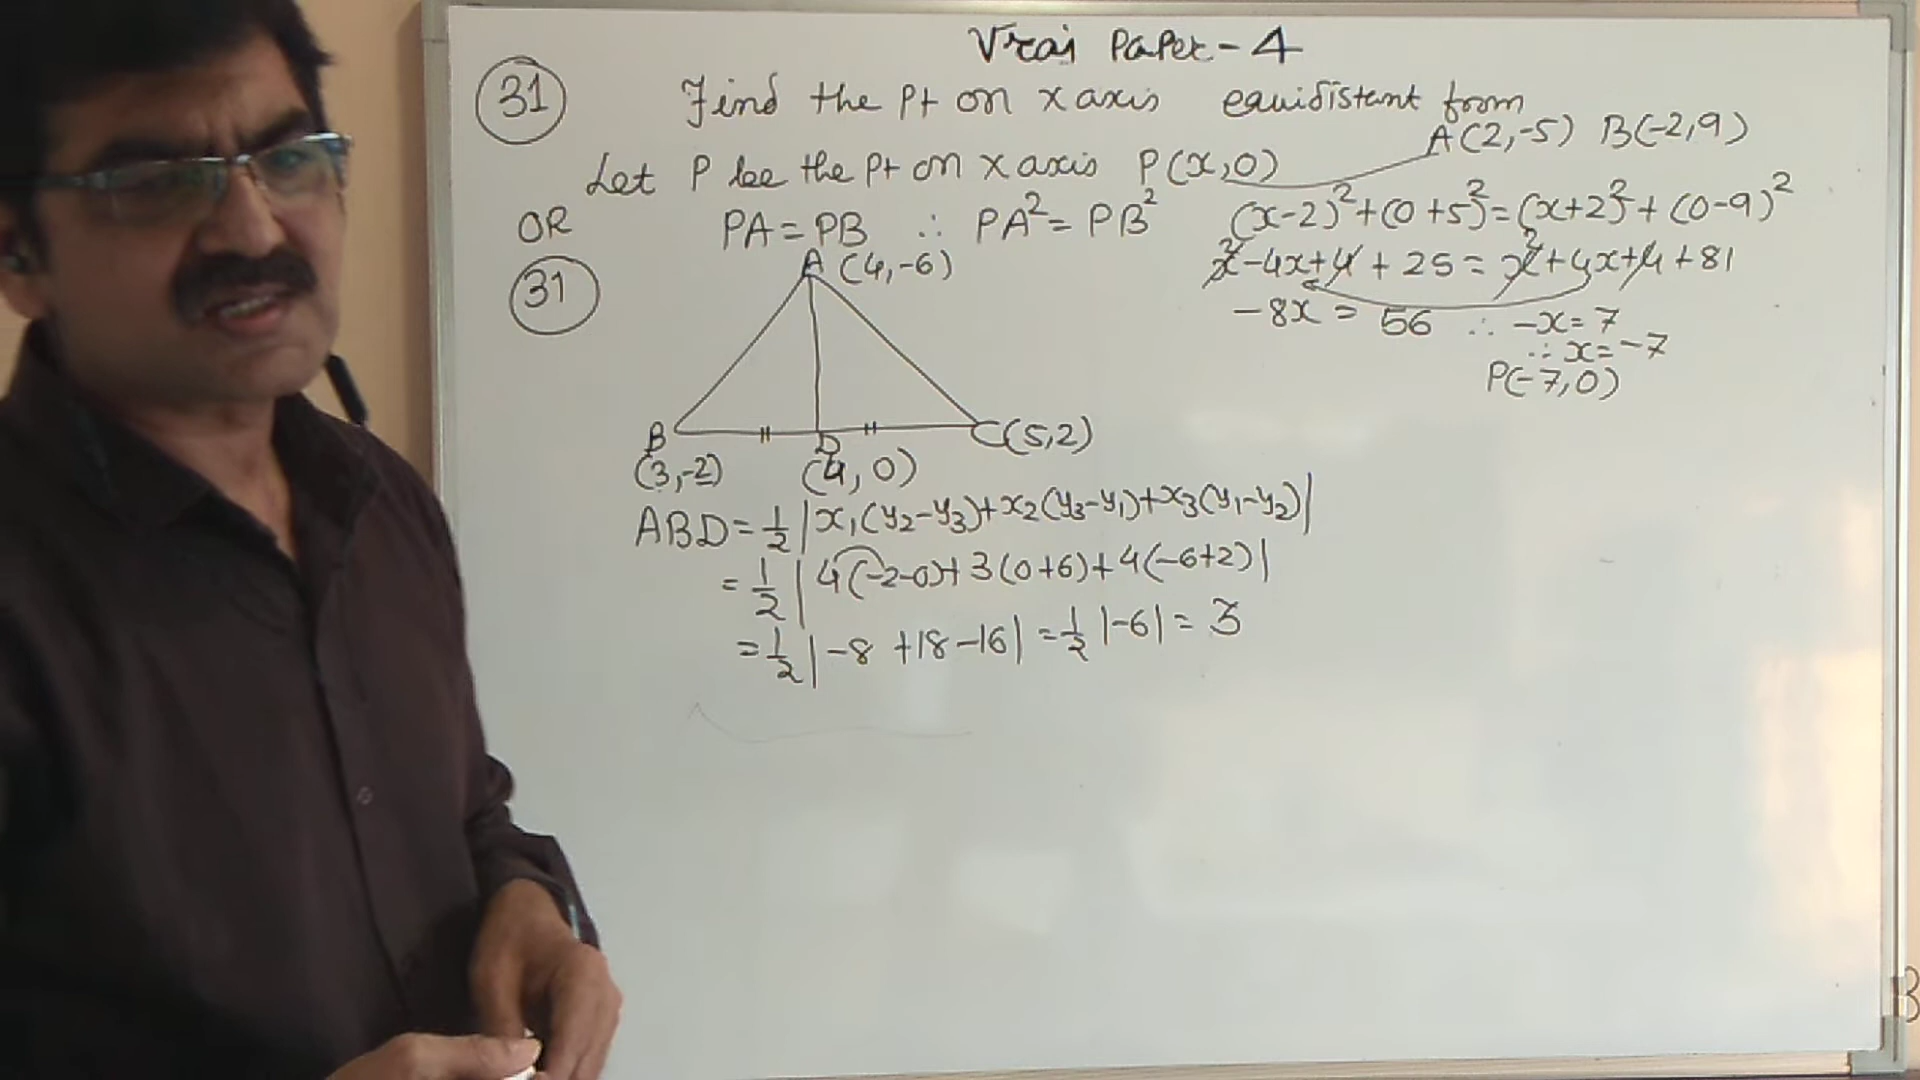 Vraj Paper-4
31 Find the Pt on x axis equidistant form
A(2,-5) B(-2,9)
Let P bee the Pt on x axis P(x,0)
OR PA=PB ∴ PA²=PB² (x-2)²+(0+5)²=(x+2)²+(0-9)²
x²-4x+4+25=x²+4x+4+81
-8x=56 ∴ -x=7
∴ x=-7
P(-7,0)
31
A(4,-6)
B C(5,2)
D
(3,-2) (4,0)
ABD=1/2|x₁(y₂-y₃)+x₂(y₃-y₁)+x₃(y₁-y₂)|
=1/2|4(-2-0)+3(0+6)+4(-6+2)|
=1/2|-8+18-16|=1/2|-6|=3
B